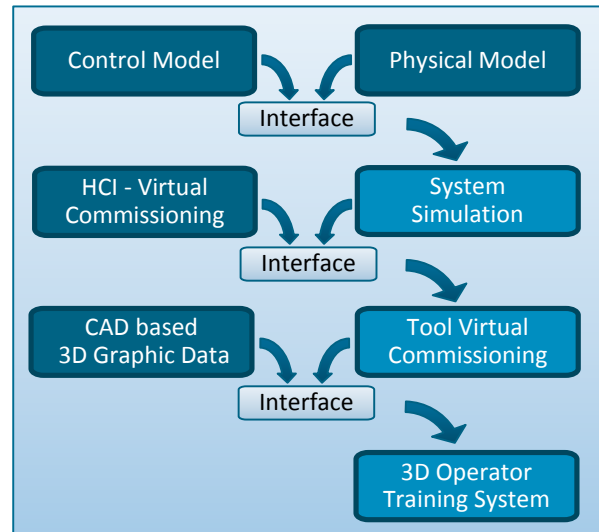 Control Model
Physical Model
Interface
HCI - Virtual
Commissioning
System
Simulation
Interface
CAD based
3D Graphic Data
Tool Virtual
Commissioning
Interface
3D Operator
Training System